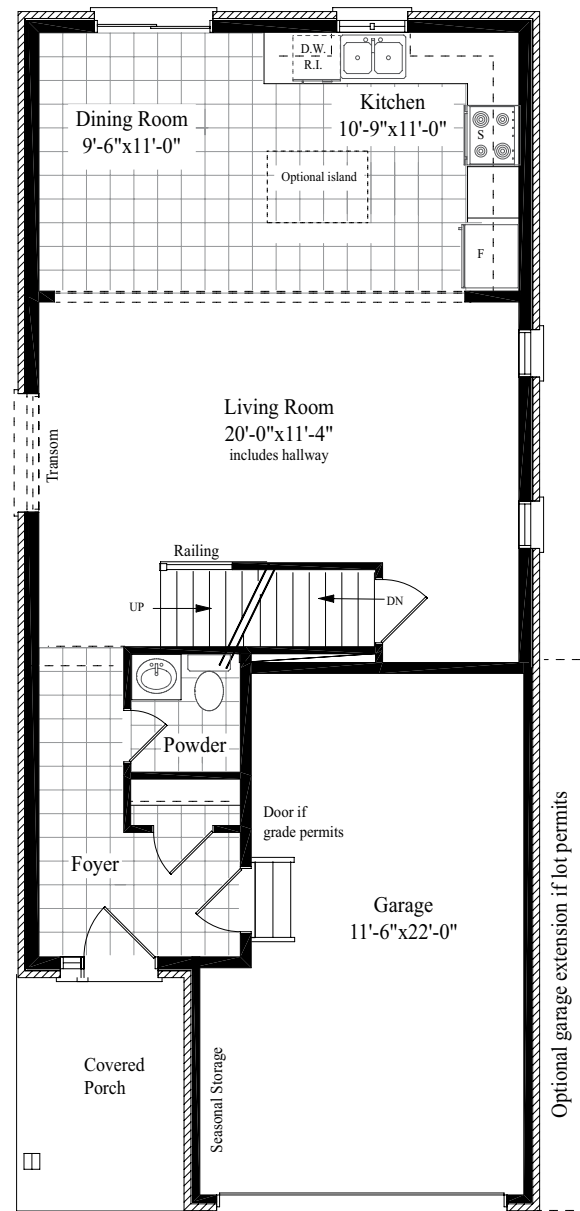 D.W.
R.I.
Kitchen
10'-9"x11'-0"
Dining Room
9'-6"x11'-0"
S
Optional island
F
Living Room
20'-0"x11'-4"
includes hallway
Transom
Railing
UP
DN
Powder
Door if
grade permits
Foyer
Garage
11'-6"x22'-0"
Optional garage extension if lot permits
Covered
Porch
Seasonal Storage